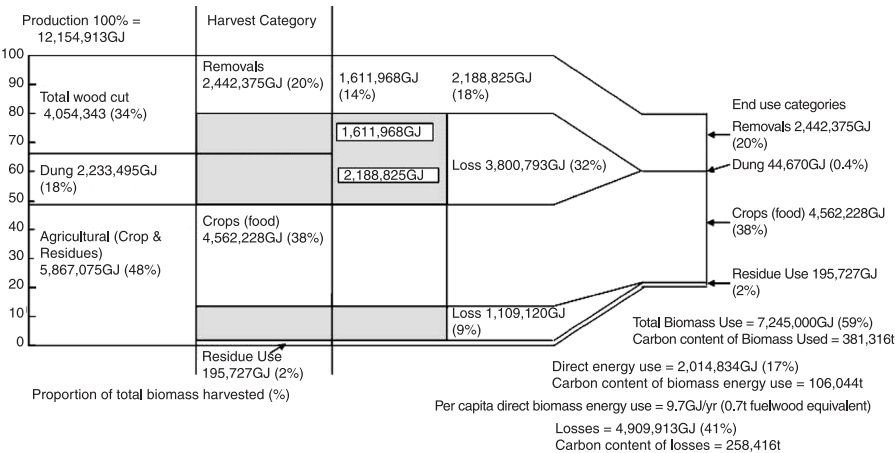 Production 100% =
12,154,913GJ
Harvest Category
100
90
80
70
60
50
40
30
20
10
0
Total wood cut
4,054,343 (34%)
Dung 2,233,495GJ
(18%)
Agricultural (Crop &
Residues)
5,867,075GJ (48%)
Removals
2,442,375GJ (20%)
1,611,968GJ
(14%)
2,188,825GJ
(18%)
1,611,968GJ
2,188,825GJ
Loss 3,800,793GJ (32%)
Crops (food)
4,562,228GJ (38%)
Loss 1,109,120GJ
(9%)
Residue Use
195,727GJ (2%)
Proportion of total biomass harvested (%)
End use categories
Removals 2,442,375GJ
(20%)
Dung 44,670GJ (0.4%)
Crops (food) 4,562,228GJ
(38%)
Residue Use 195,727GJ
(2%)
Total Biomass Use = 7,245,000GJ (59%)
Carbon content of Biomass Used = 381,316t
Direct energy use = 2,014,834GJ (17%)
Carbon content of biomass energy use = 106,044t
Per capita direct biomass energy use = 9.7GJ/yr (0.7t fuelwood equivalent)
Losses = 4,909,913GJ (41%)
Carbon content of losses = 258,416t